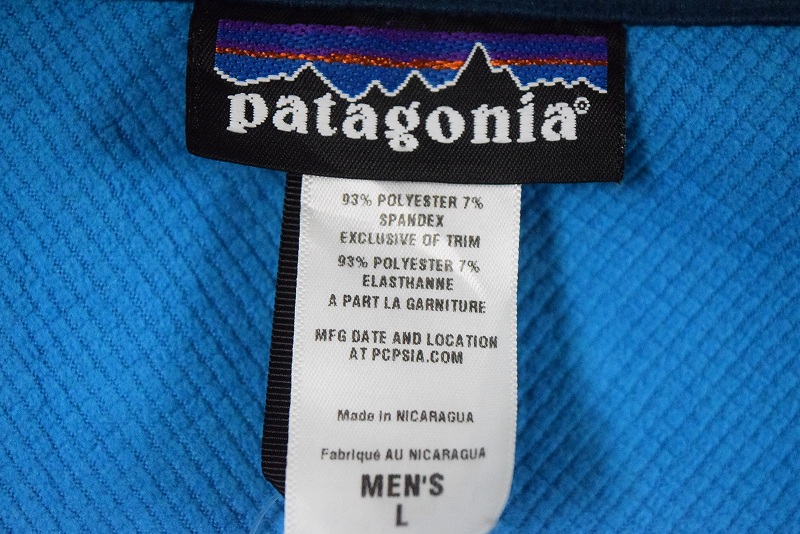 patagonia®
93% POLYESTER 7%
SPANDEX
EXCLUSIVE OF TRIM
93% POLYESTER 7%
ELASTHANNE
A PART LA GARNITURE
MFG DATE AND LOCATION
AT PCPSIA.COM
Made in NICARAGUA
Fabriqué AU NICARAGUA
MEN'S
L